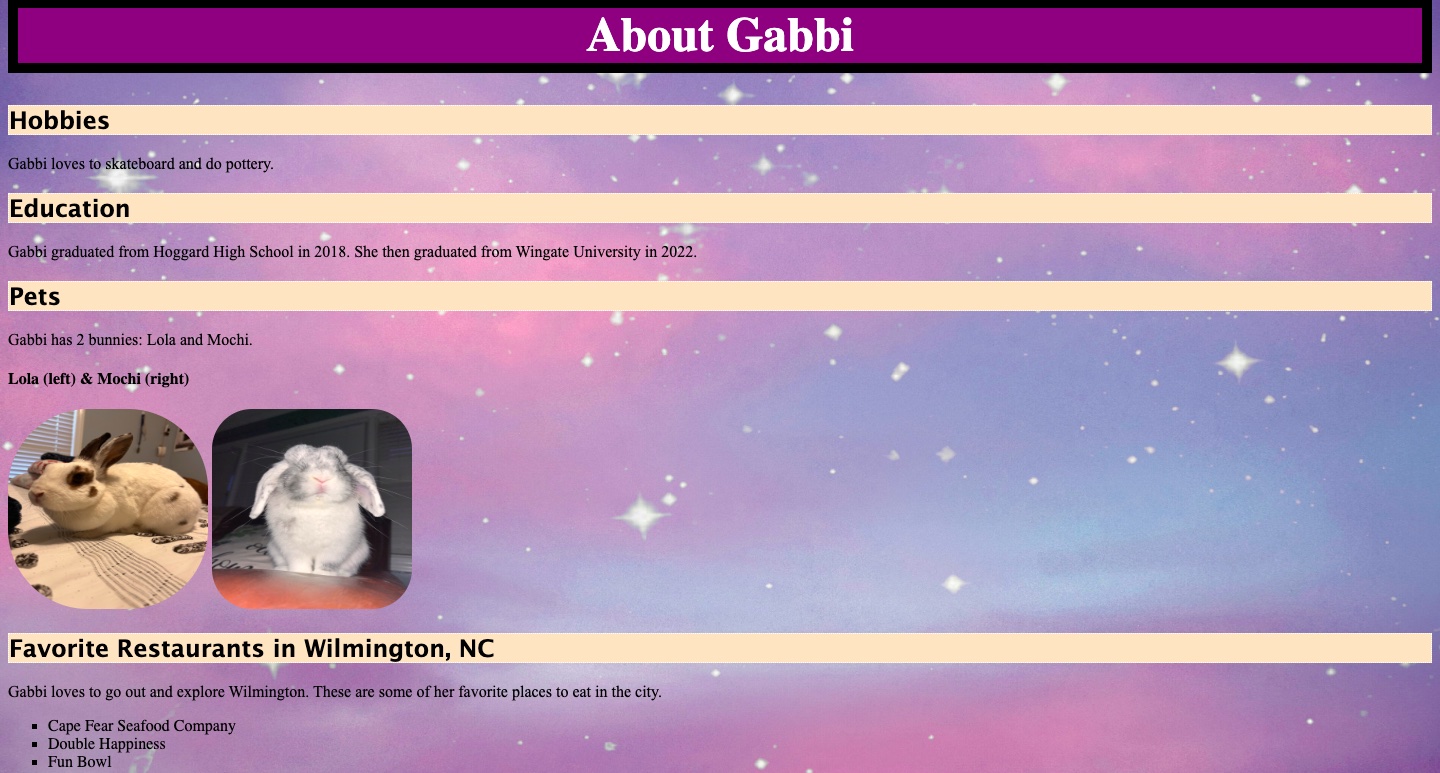 About Gabbi
Hobbies
Gabbi loves to skateboard and do pottery.
Education
Gabbi graduated from Hoggard High School in 2018. She then graduated from Wingate University in 2022.
Pets
Gabbi has 2 bunnies: Lola and Mochi.
Lola (left) & Mochi (right)
Favorite Restaurants in Wilmington, NC
Gabbi loves to go out and explore Wilmington. These are some of her favorite places to eat in the city.
Cape Fear Seafood Company
Double Happiness
Fun Bowl